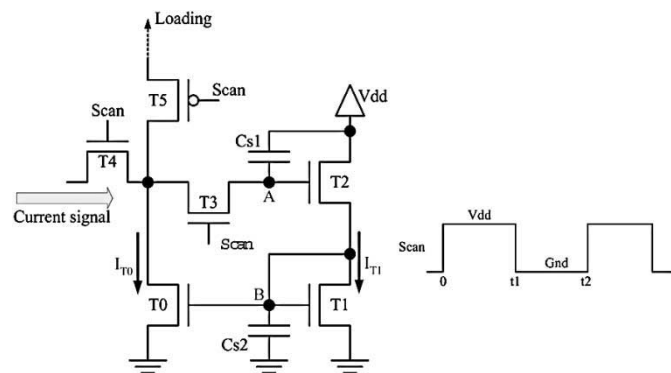 Loading
Scan
T5
Scan
Vdd
T4
Cs1
T2
A
T3
Current signal
Scan
Vdd
Scan
Gnd
0
t1
t2
I_T0
B
I_T1
T0
T1
Cs2